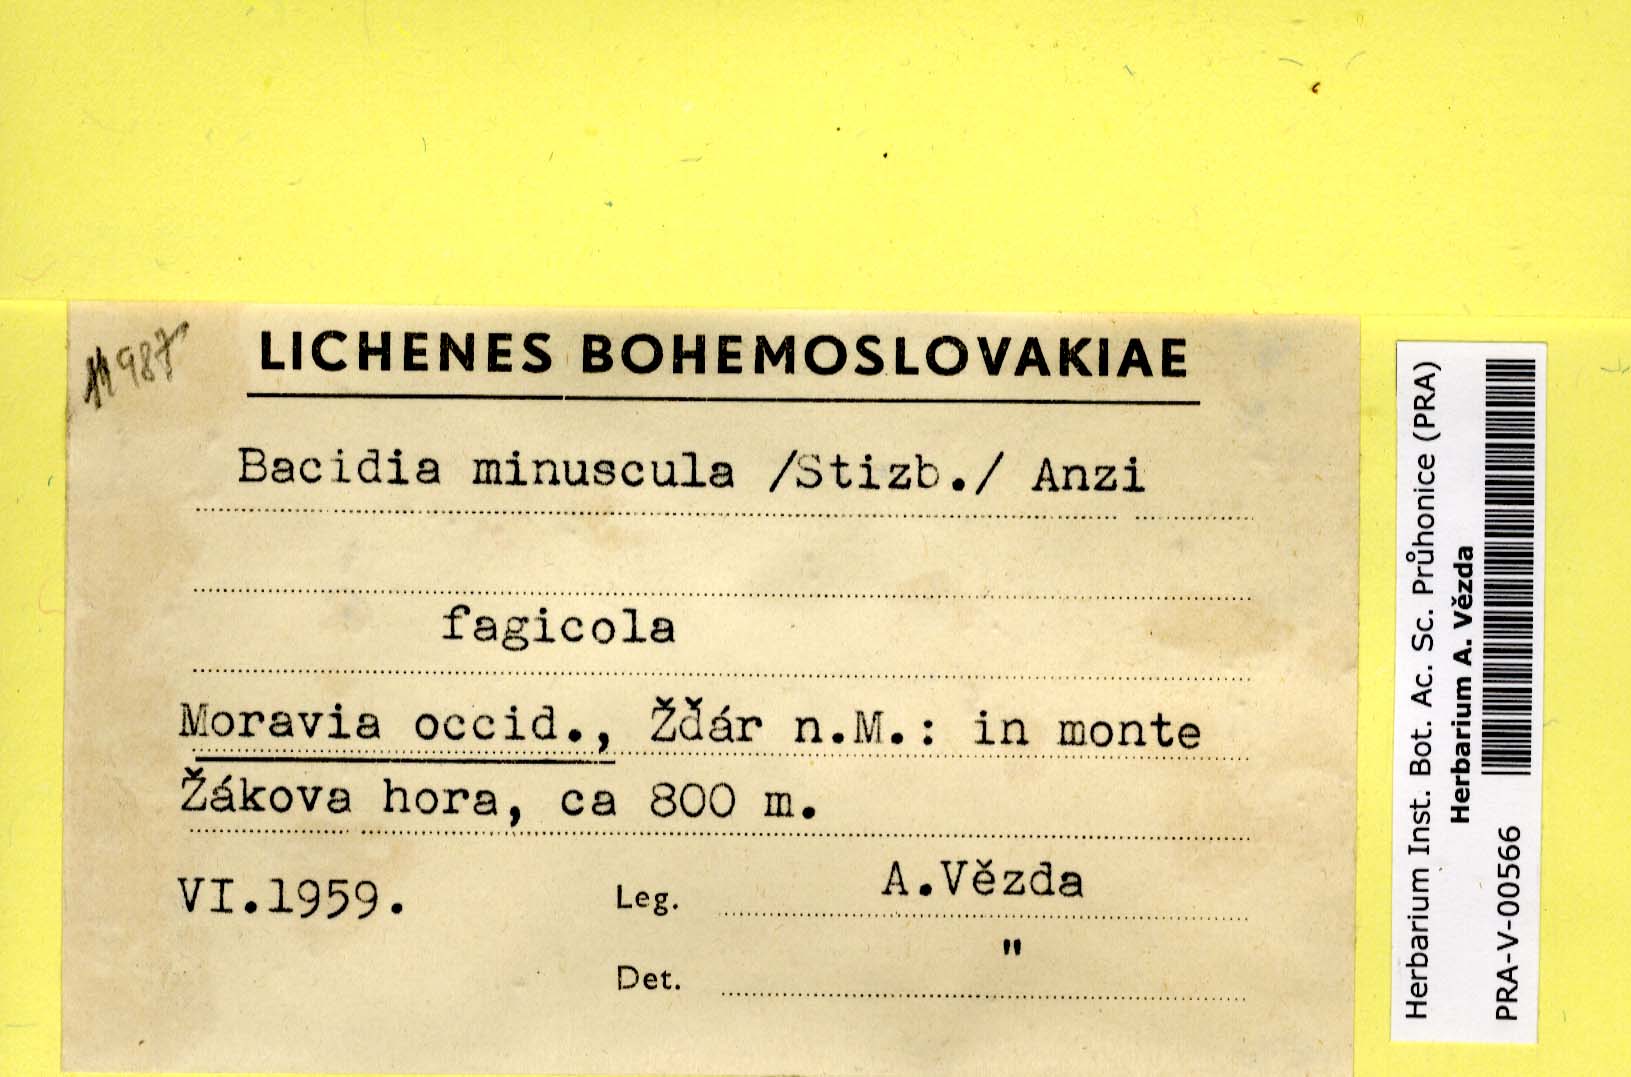 987
LICHENES BOHEMOSLOVAKIAE
Bacidia minuscula /Stizb./ Anzi
fagicola
Moravia occid., Žďár n.M.: in monte
Žákova hora, ca 800 m.
VI.1959.
Leg. A.Vězda
Det. "
Herbarium Inst. Bot. Ac. Sc. Průhonice (PRA)
Herbarium A. Vězda
PRA-V-00566